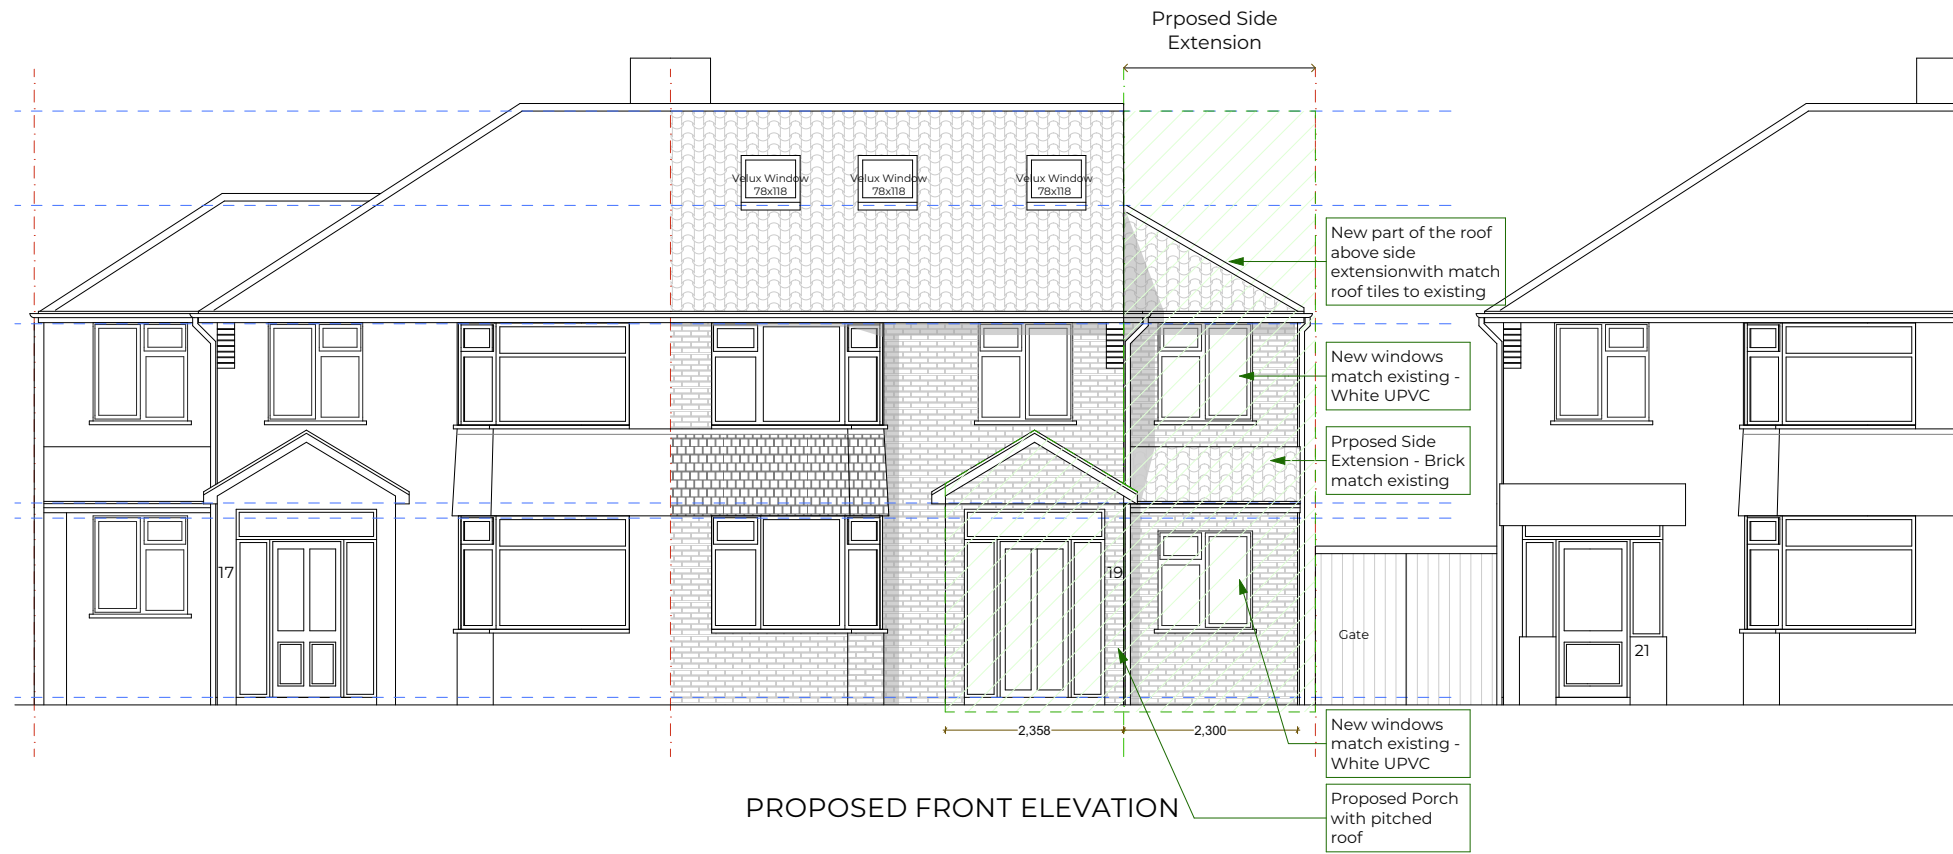 Prposed Side
Extension
Velux Window
78x118
Velux Window
78x118
Velux Window
78x118
New part of the roof
above side
extensionwith match
roof tiles to existing
New windows
match existing -
White UPVC
Prposed Side
Extension - Brick
match existing
17
19
Gate
21
2,358
2,300
New windows
match existing -
White UPVC
Proposed Porch
with pitched
roof
PROPOSED FRONT ELEVATION